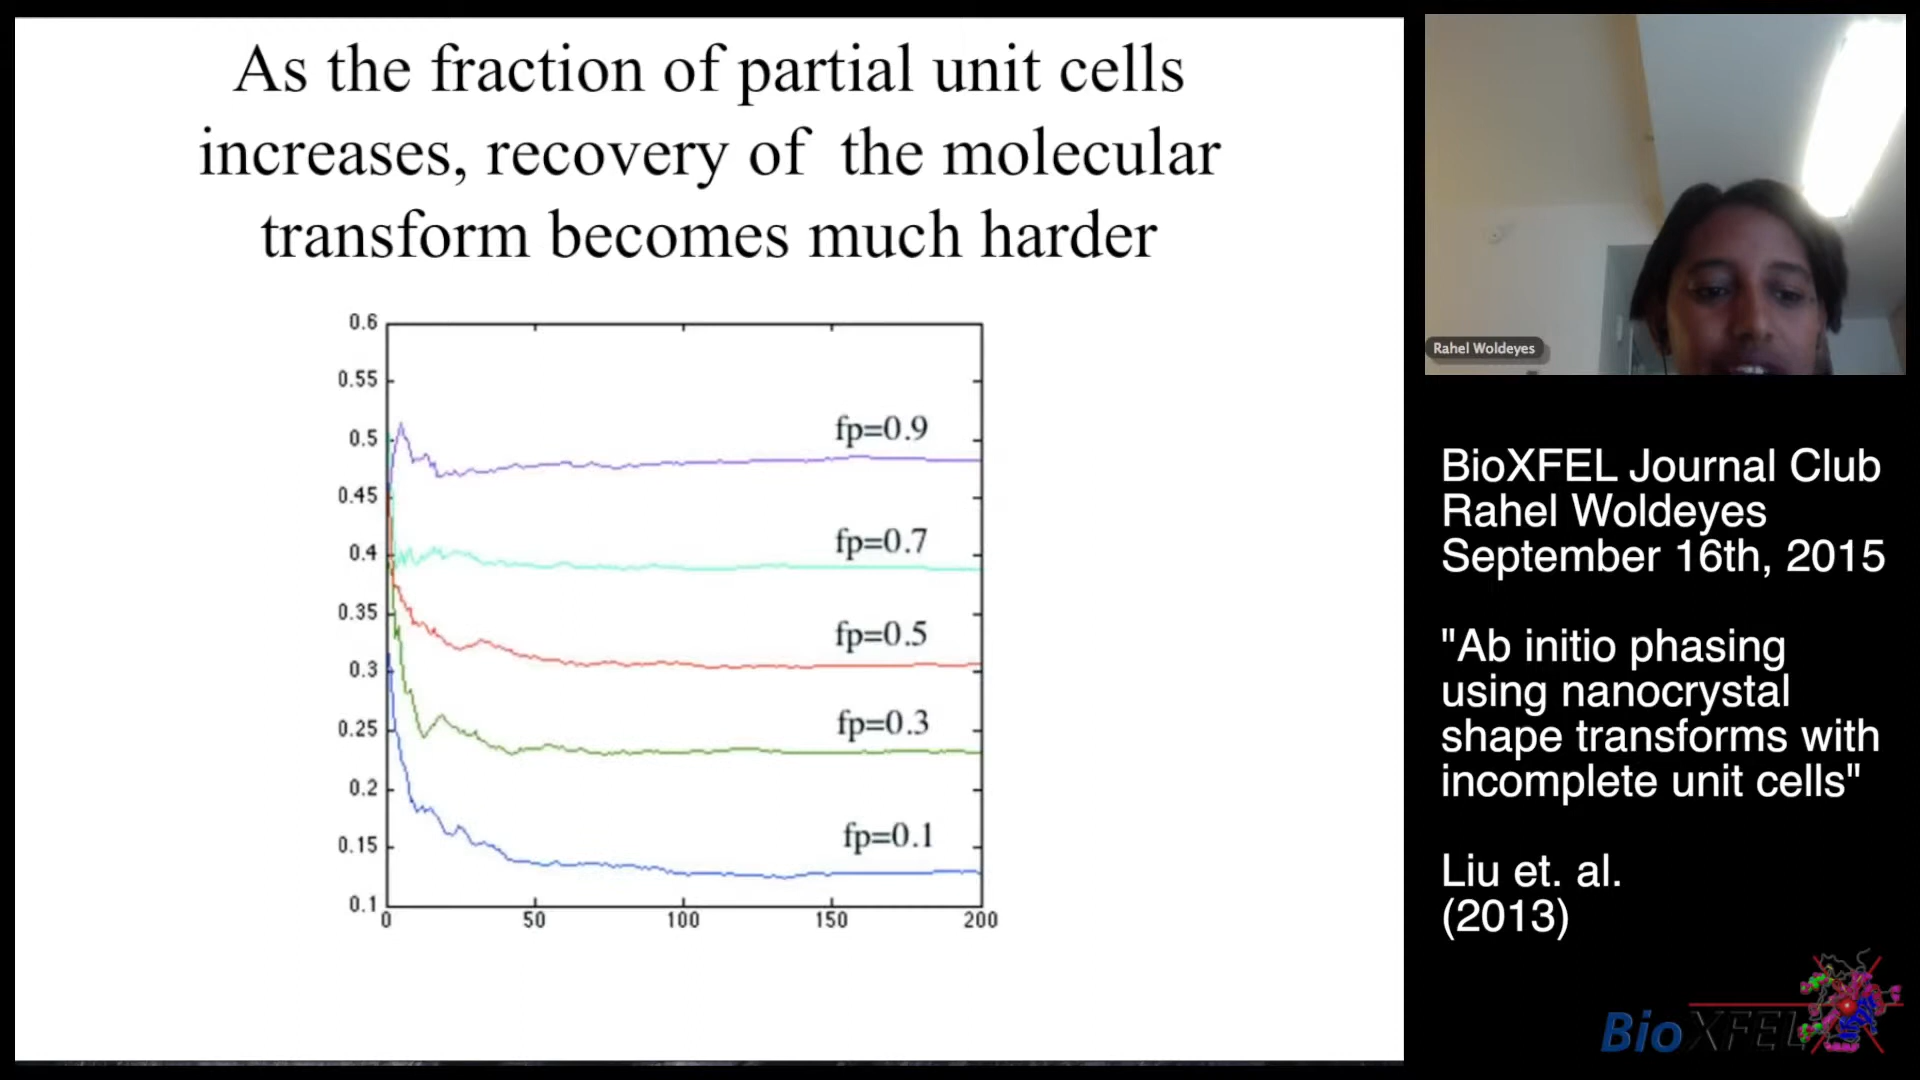 As the fraction of partial unit cells
increases, recovery of the molecular
transform becomes much harder
0.6
0.55
0.5
0.45
0.4
0.35
0.3
0.25
0.2
0.15
0.1
fp=0.9
fp=0.7
fp=0.5
fp=0.3
fp=0.1
0 50 100 150 200
Rahel Woldeyes
BioXFEL Journal Club
Rahel Woldeyes
September 16th, 2015
"Ab initio phasing
using nanocrystal
shape transforms with
incomplete unit cells"
Liu et. al.
(2013)
BioXFEL